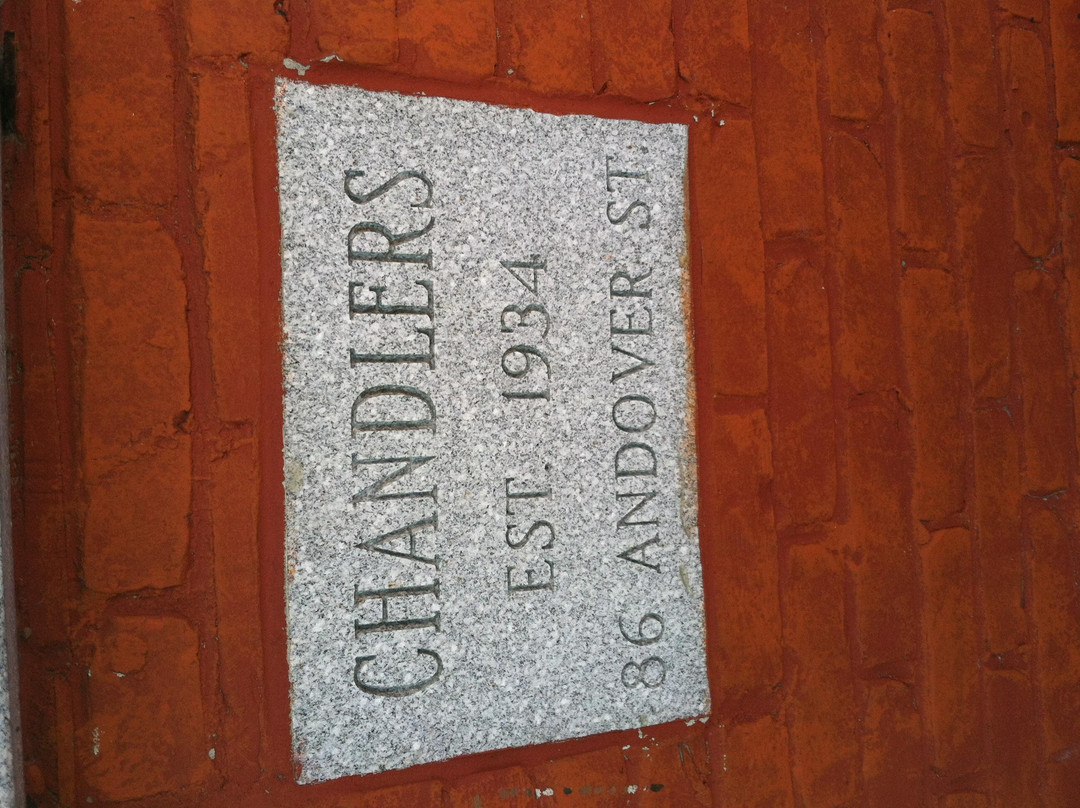 CHANDLERS
EST. 1934
86 ANDOVER ST.